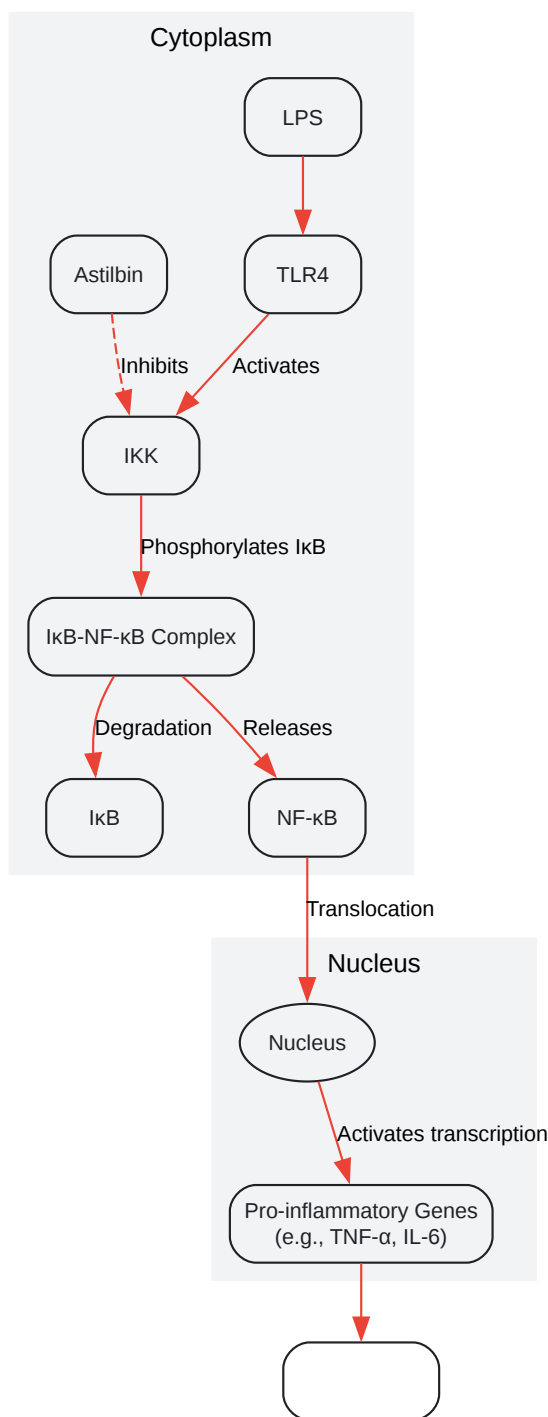 Cytoplasm
LPS
Astilbin
TLR4
Inhibits
Activates
IKK
Phosphorylates IκB
IκB-NF-κB Complex
Degradation
Releases
IκB
NF-κB
Translocation
Nucleus
Nucleus
Activates transcription
Pro-inflammatory Genes
(e.g., TNF-α, IL-6)